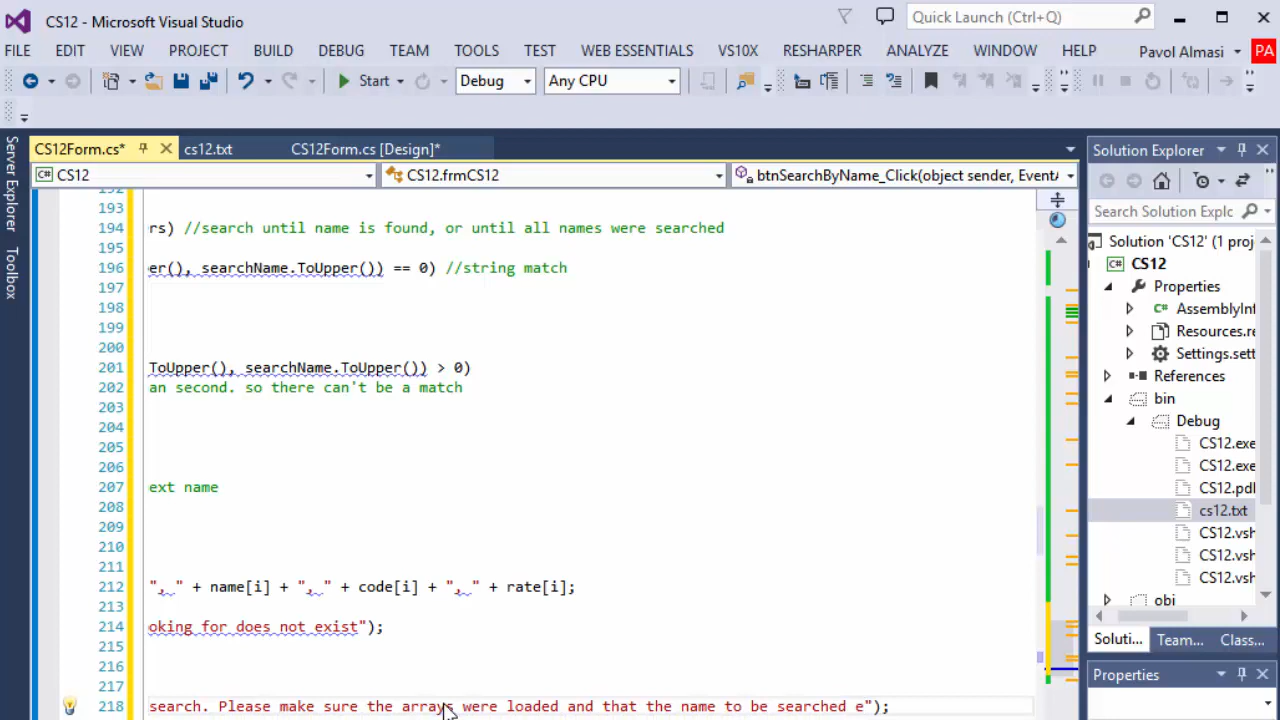 CS12 - Microsoft Visual Studio
Quick Launch (Ctrl+Q)
FILE EDIT VIEW PROJECT BUILD DEBUG TEAM TOOLS TEST WEB ESSENTIALS VS10X RESHARPER ANALYZE WINDOW HELP Pavol Almasi PA
Start Debug Any CPU
CS12Form.cs* cs12.txt CS12Form.cs [Design]*
CS12 CS12.frmCS12 btnSearchByName_Click(object sender, EventA
Server Explorer
Toolbox
192
193
194 rs) //search until name is found, or until all names were searched
195
196 er(), searchName.ToUpper()) == 0) //string match
197
198
199
200
201 ToUpper(), searchName.ToUpper()) > 0)
202 an second. so there can't be a match
203
204
205
206
207 ext name
208
209
210
211
212 ", " + name[i] + ", " + code[i] + ", " + rate[i];
213
214 oking for does not exist");
215
216
217
218 search. Please make sure the arrays were loaded and that the name to be searched e");
Solution Explorer
Search Solution Explo
Solution 'CS12' (1 proj
C# CS12
Properties
C# AssemblyInf
Resources.re
Settings.sett
References
bin
Debug
CS12.exe
CS12.exe
CS12.pdl
cs12.txt
CS12.vsh
CS12.vsh
CS12.vsh
obj
Soluti... Team... Class...
Properties